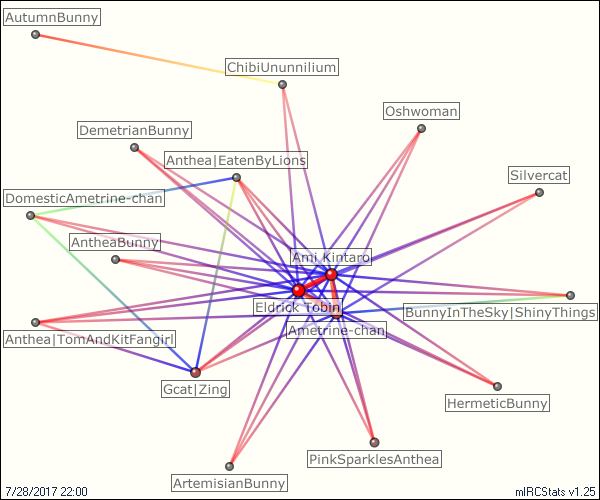 AutumnBunny
ChibiUnunnilium
Oshwoman
DemetrianBunny
Anthea|EatenByLions
Silvercat
DomesticAmetrine-chan
AntheaBunny
Ami Kintaro
Eldrick Tobin
BunnyInTheSky|ShinyThings
Ametrine-chan
Anthea|TomAndKitFangirl
Gcat|Zing
HermeticBunny
PinkSparklesAnthea
ArtemisianBunny
7/28/2017 22:00
mIRCStats v1.25